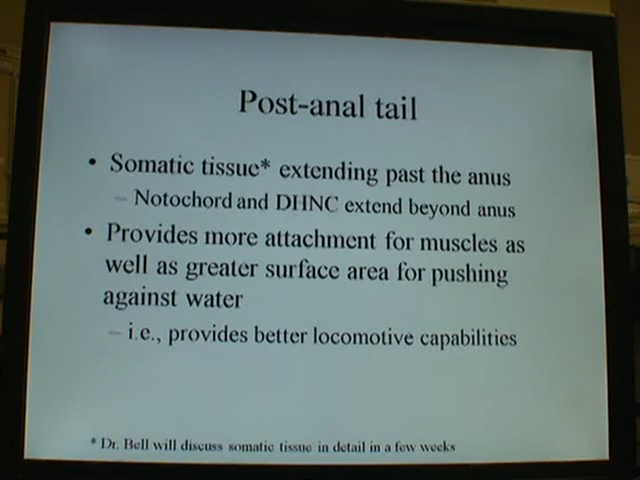 Post-anal tail
• Somatic tissue* extending past the anus
– Notochord and DHNC extend beyond anus
• Provides more attachment for muscles as
well as greater surface area for pushing
against water
– i.e., provides better locomotive capabilities
* Dr. Bell will discuss somatic tissue in detail in a few weeks